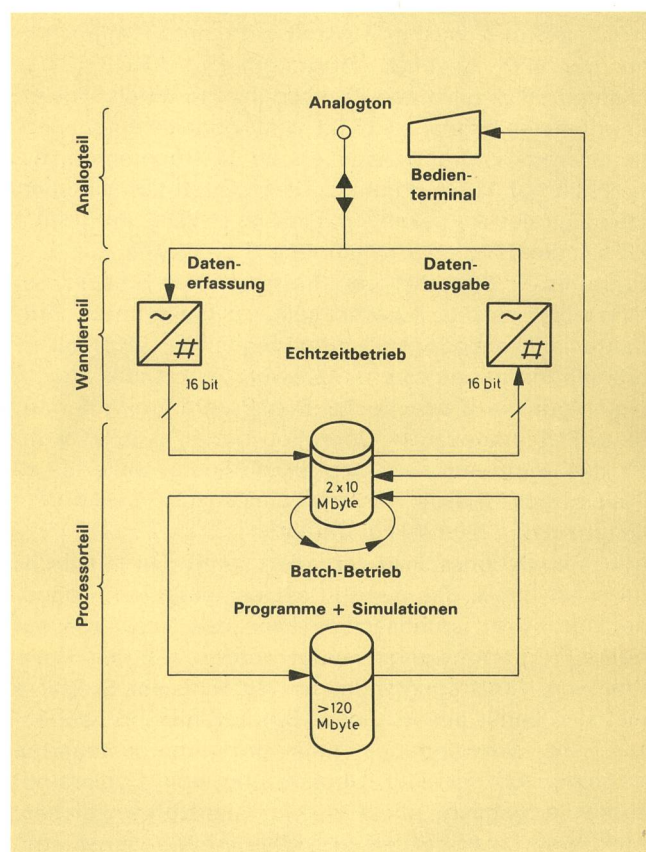 Analogton
Analogteil
Bedien-
terminal
Daten-
erfassung
Daten-
ausgabe
Wandlerteil
~
#
~
#
Echtzeitbetrieb
16 bit
16 bit
2 x 10
Mbyte
Batch-Betrieb
Programme + Simulationen
Prozessorteil
>120
Mbyte